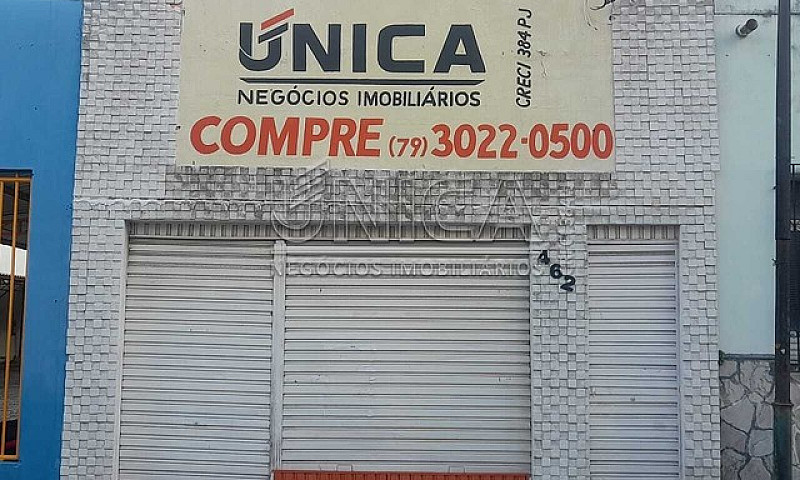 ÚNICA
NEGÓCIOS IMOBILIÁRIOS
CRECI 384 PJ
COMPRE (79) 3022-0500
ÚNICA
NEGÓCIOS IMOBILIÁRIOS
462